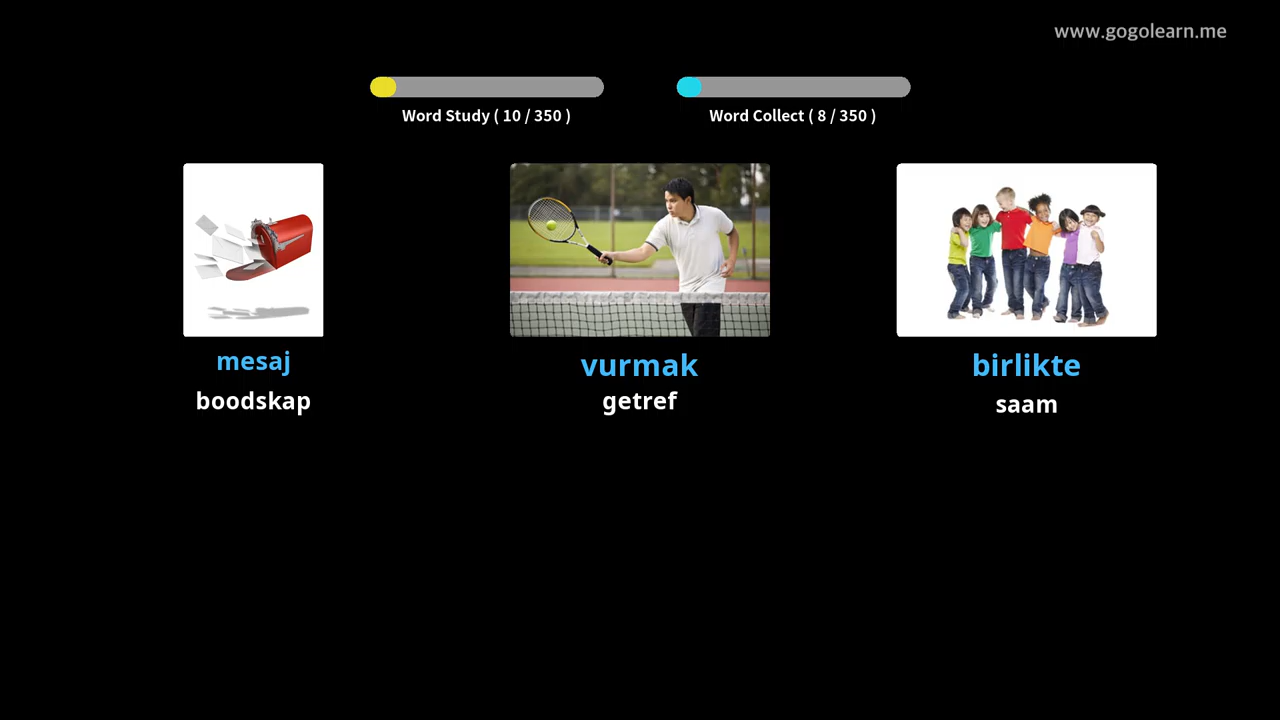 www.gogolearn.me
Word Study ( 10 / 350 )
Word Collect ( 8 / 350 )
mesaj
boodskap
vurmak
getref
birlikte
saam